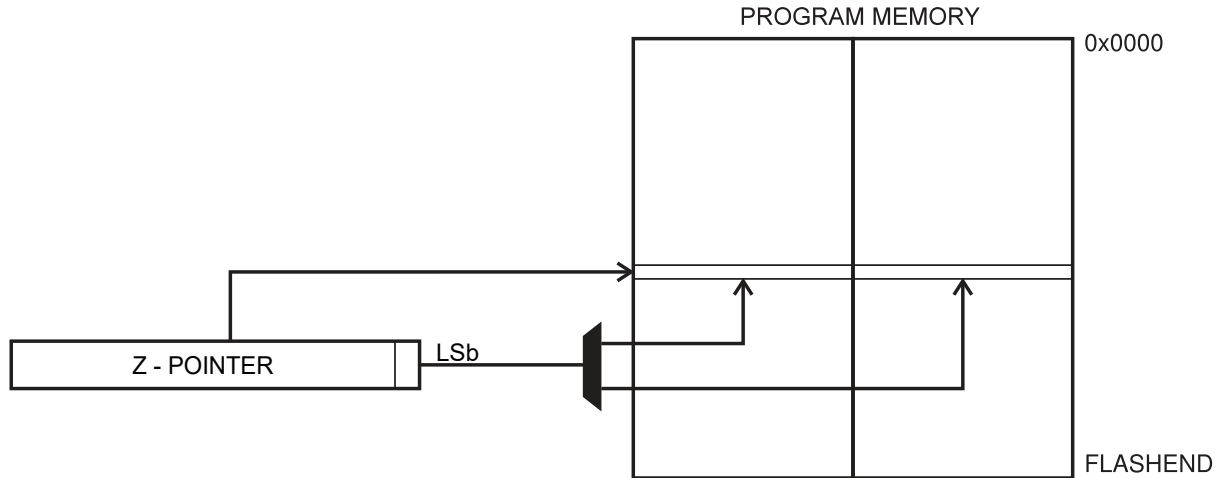 PROGRAM MEMORY
0x0000
LSb
Z - POINTER
FLASHEND